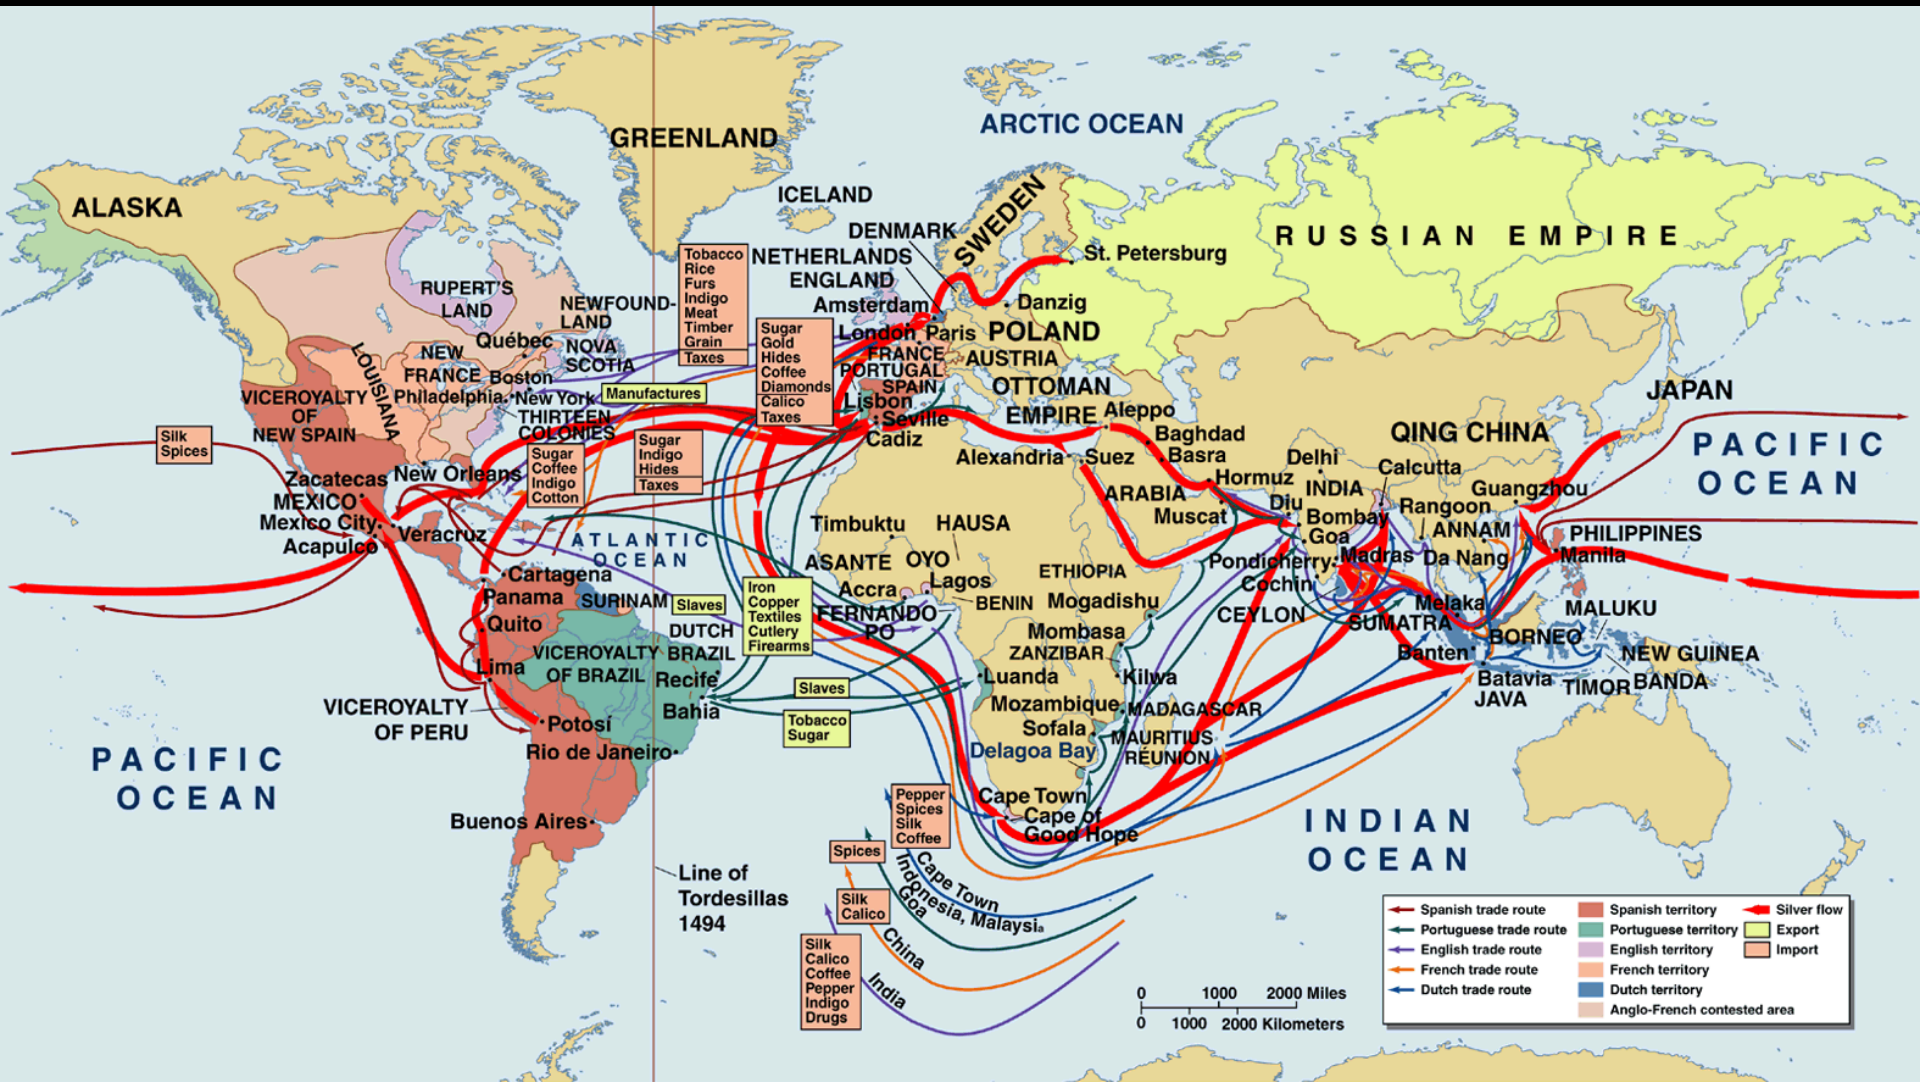 GREENLAND
ARCTIC OCEAN
ALASKA
ICELAND
SWEDEN
DENMARK
NETHERLANDS
ENGLAND
Amsterdam
London
Paris
St. Petersburg
Danzig
POLAND
RUSSIAN EMPIRE
Tobacco
Rice
Furs
Indigo
Meat
Timber
Grain
Taxes
RUPERT'S
LAND
NEWFOUND-
LAND
Québec
NOVA
SCOTIA
NEW
FRANCE
LOUISIANA
Boston
Philadelphia
New York
THIRTEEN
COLONIES
Manufactures
Sugar
Gold
Hides
Coffee
Diamonds
Calico
Taxes
FRANCE
AUSTRIA
PORTUGAL
SPAIN
Lisbon
Seville
Cadiz
OTTOMAN
EMPIRE
Aleppo
Baghdad
Basra
Alexandria
Suez
Hormuz
ARABIA
Muscat
JAPAN
QING CHINA
PACIFIC
OCEAN
VICEROYALTY
OF
NEW SPAIN
Silk
Spices
Zacatecas
New Orleans
MEXICO
Mexico City
Acapulco
Veracruz
Sugar
Coffee
Indigo
Cotton
Sugar
Indigo
Hides
Taxes
ATLANTIC
OCEAN
Timbuktu
HAUSA
ASANTE
OYO
Accra
Lagos
BENIN
FERNANDO
PO
ETHIOPIA
Mogadishu
Mombasa
ZANZIBAR
Kilwa
Delhi
INDIA
Calcutta
Diu
Bombay
Goa
Rangoon
Guangzhou
ANNAM
Pondicherry
Madras
Da Nang
Cochin
CEYLON
PHILIPPINES
Manila
Melaka
SUMATRA
BORNEO
MALUKU
Banten
Batavia
JAVA
TIMOR
BANDA
NEW GUINEA
Cartagena
Panama
SURINAM
Slaves
Quito
DUTCH
BRAZIL
Lima
VICEROYALTY
OF BRAZIL
Recife
Bahia
VICEROYALTY
OF PERU
Potosí
Rio de Janeiro
Buenos Aires
PACIFIC
OCEAN
Iron
Copper
Textiles
Cutlery
Firearms
Slaves
Tobacco
Sugar
Luanda
Mozambique
MADAGASCAR
Sofala
MAURITIUS
Delagoa Bay
RÉUNION
Cape Town
Cape of
Good Hope
INDIAN
OCEAN
Line of
Tordesillas
1494
Pepper
Spices
Silk
Coffee
Spices
Silk
Calico
Silk
Calico
Coffee
Pepper
Indigo
Drugs
Cape Town
Indonesia, Malaysia
Goa
China
India
0 1000 2000 Miles
0 1000 2000 Kilometers
Spanish trade route
Portuguese trade route
English trade route
French trade route
Dutch trade route
Spanish territory
Portuguese territory
English territory
French territory
Dutch territory
Anglo-French contested area
Silver flow
Export
Import